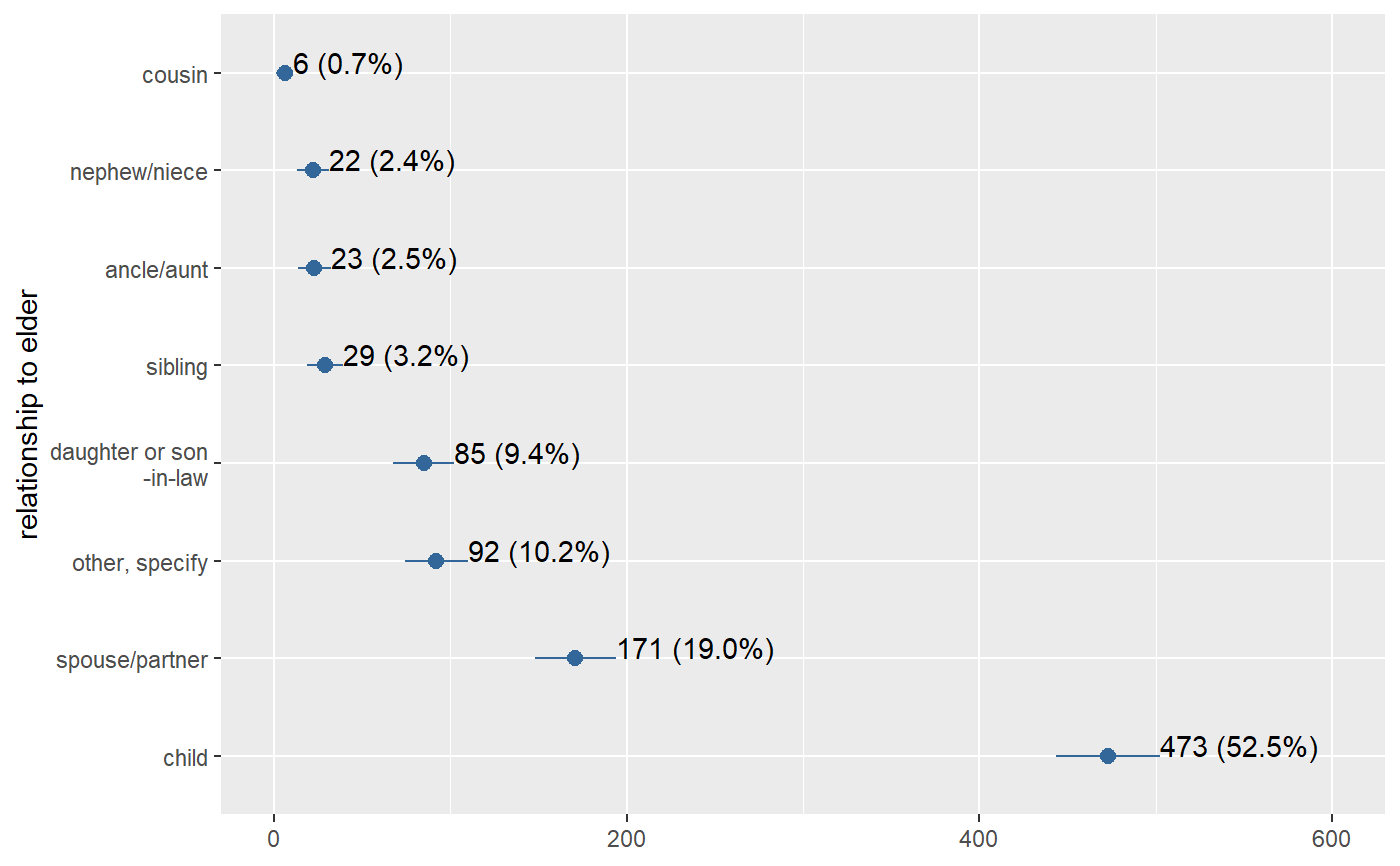 relationship to elder
cousin
6 (0.7%)
nephew/niece
22 (2.4%)
ancle/aunt
23 (2.5%)
sibling
29 (3.2%)
daughter or son
-in-law
85 (9.4%)
other, specify
92 (10.2%)
spouse/partner
171 (19.0%)
child
473 (52.5%)
0
200
400
600